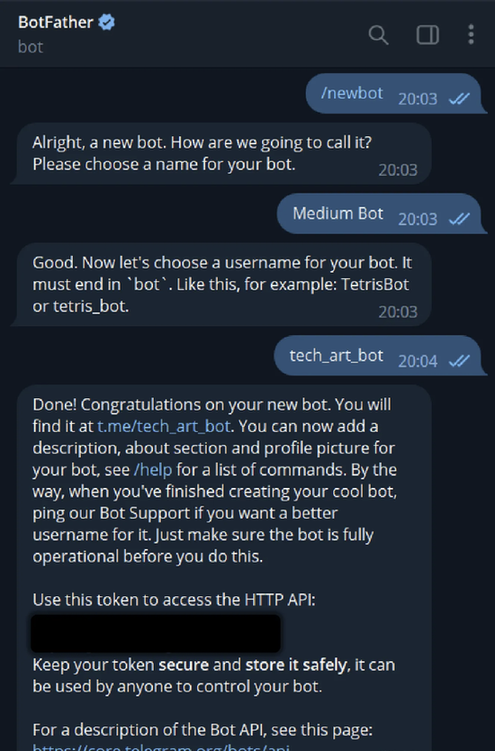 BotFather
bot
/newbot 20:03
Alright, a new bot. How are we going to call it?
Please choose a name for your bot. 20:03
Medium Bot 20:03
Good. Now let's choose a username for your bot. It
must end in `bot`. Like this, for example: TetrisBot
or tetris_bot. 20:03
tech_art_bot 20:04
Done! Congratulations on your new bot. You will
find it at t.me/tech_art_bot. You can now add a
description, about section and profile picture for
your bot, see /help for a list of commands. By the
way, when you've finished creating your cool bot,
ping our Bot Support if you want a better
username for it. Just make sure the bot is fully
operational before you do this.
Use this token to access the HTTP API:
Keep your token secure and store it safely, it can
be used by anyone to control your bot.
For a description of the Bot API, see this page:
https://core.telegram.org/bots/api